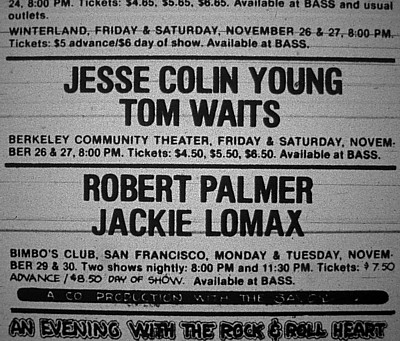 24, 8:00 PM. Tickets: $4.65, $5.65, $6.65. Available at BASS and usual
outlets.
WINTERLAND, FRIDAY & SATURDAY, NOVEMBER 26 & 27, 8:00 PM.
Tickets: $5 advance/$6 day of show. Available at BASS.
JESSE COLIN YOUNG
TOM WAITS
BERKELEY COMMUNITY THEATER, FRIDAY & SATURDAY, NOVEM-
BER 26 & 27, 8:00 PM. Tickets: $4.50, $5.50, $6.50. Available at BASS.
ROBERT PALMER
JACKIE LOMAX
BIMBO'S CLUB, SAN FRANCISCO, MONDAY & TUESDAY, NOVEM-
BER 29 & 30. Two shows nightly: 8:00 PM and 11:30 PM. Tickets: $7.50
ADVANCE / $8.50 DAY OF SHOW. Available at BASS.
A CO PRODUCTION WITH THE
AN EVENING WITH THE ROCK & ROLL HEART